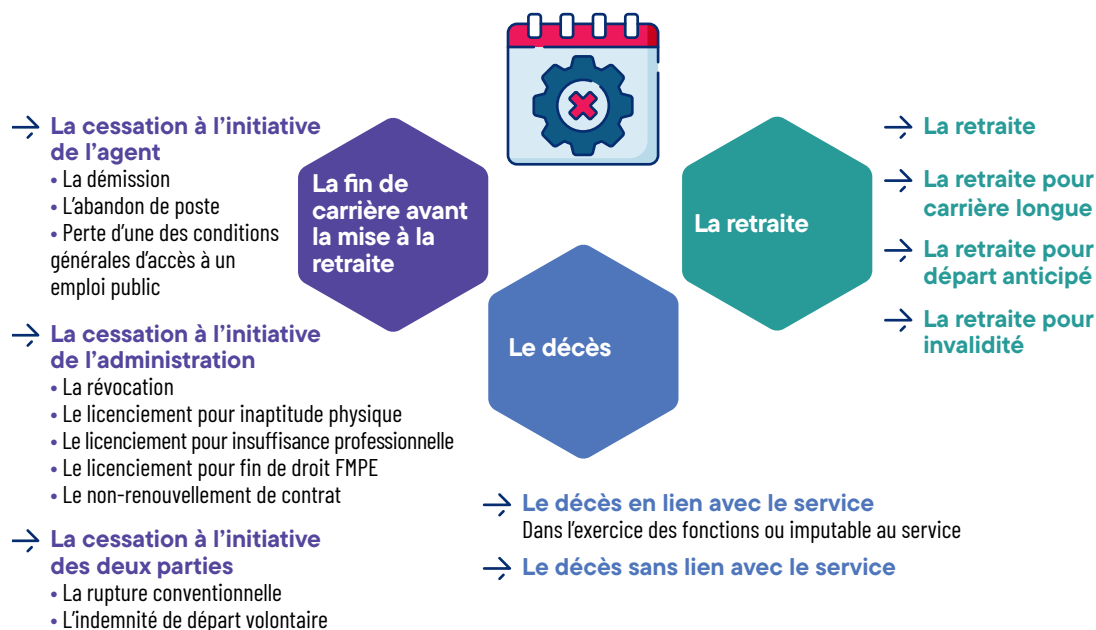 La cessation à l’initiative
de l’agent
• La démission
• L’abandon de poste
• Perte d’une des conditions
générales d’accès à un
emploi public
La cessation à l’initiative
de l’administration
• La révocation
• Le licenciement pour inaptitude physique
• Le licenciement pour insuffisance professionnelle
• Le licenciement pour fin de droit FMPE
• Le non-renouvellement de contrat
La cessation à l’initiative
des deux parties
• La rupture conventionnelle
• L’indemnité de départ volontaire
La fin de
carrière avant
la mise à la
retraite
Le décès
Le décès en lien avec le service
Dans l’exercice des fonctions ou imputable au service
Le décès sans lien avec le service
La retraite
La retraite
La retraite pour
carrière longue
La retraite pour
départ anticipé
La retraite pour
invalidité